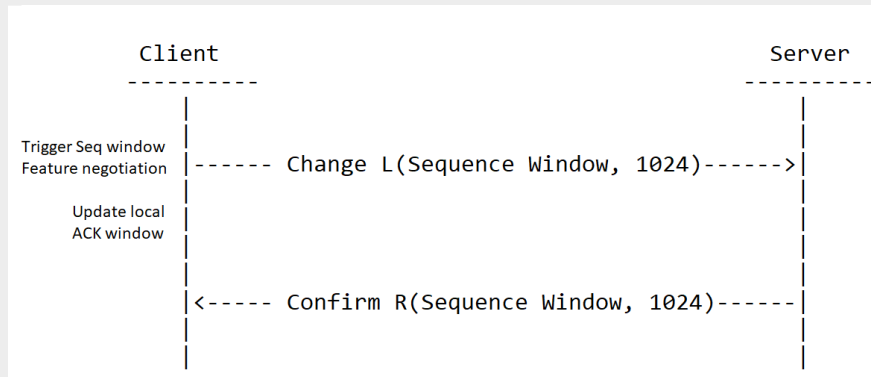 Client Server
---------- ----------
Trigger Seq window
Feature negotiation
|------ Change L(Sequence Window, 1024)------>|
Update local
ACK window
|<----- Confirm R(Sequence Window, 1024)------|